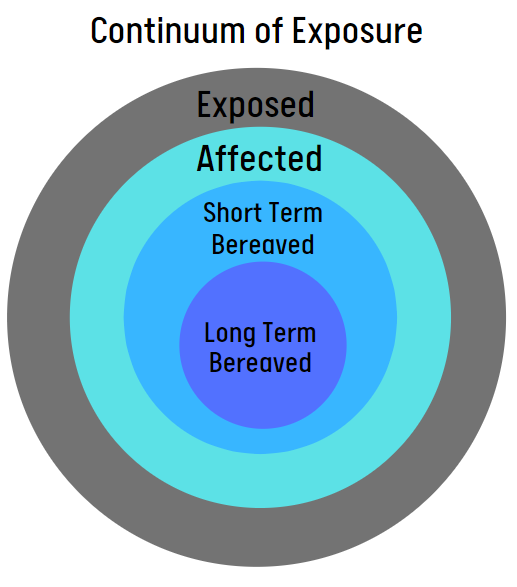 Continuum of Exposure
Exposed
Affected
Short Term
Bereaved
Long Term
Bereaved